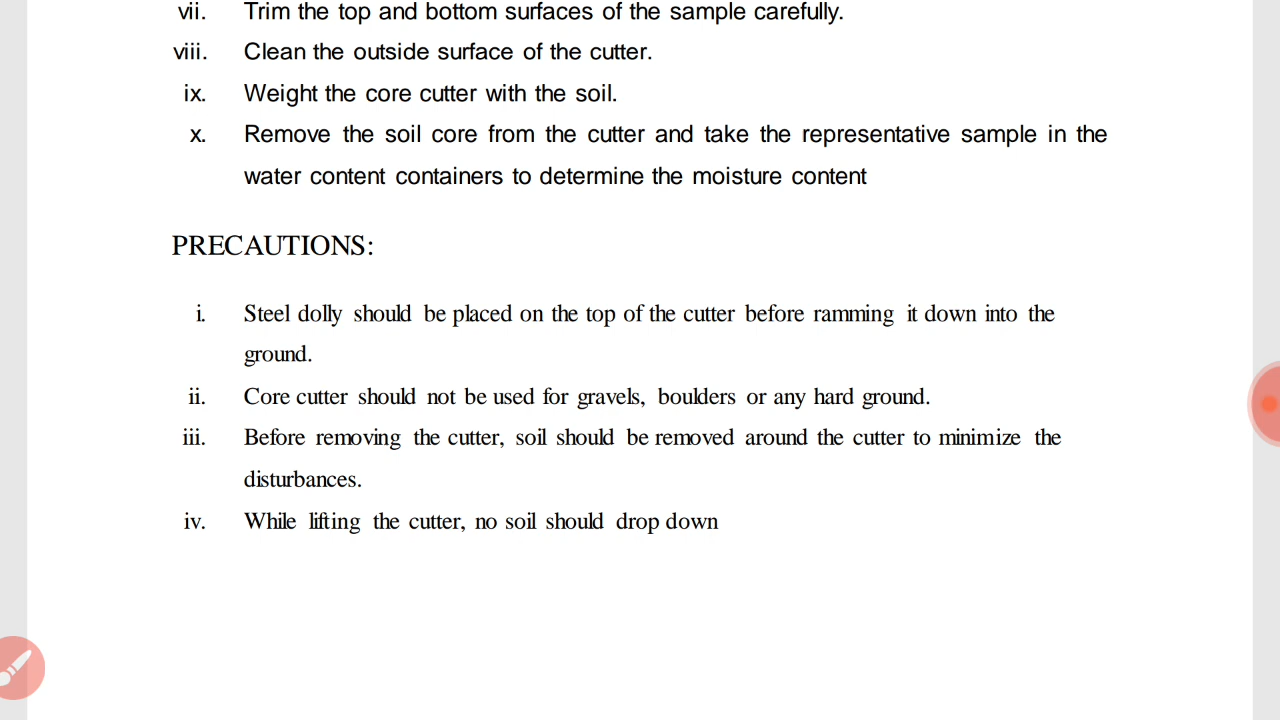 vii. Trim the top and bottom surfaces of the sample carefully.
viii. Clean the outside surface of the cutter.
ix. Weight the core cutter with the soil.
x. Remove the soil core from the cutter and take the representative sample in the
water content containers to determine the moisture content
PRECAUTIONS:
i. Steel dolly should be placed on the top of the cutter before ramming it down into the
ground.
ii. Core cutter should not be used for gravels, boulders or any hard ground.
iii. Before removing the cutter, soil should be removed around the cutter to minimize the
disturbances.
iv. While lifting the cutter, no soil should drop down